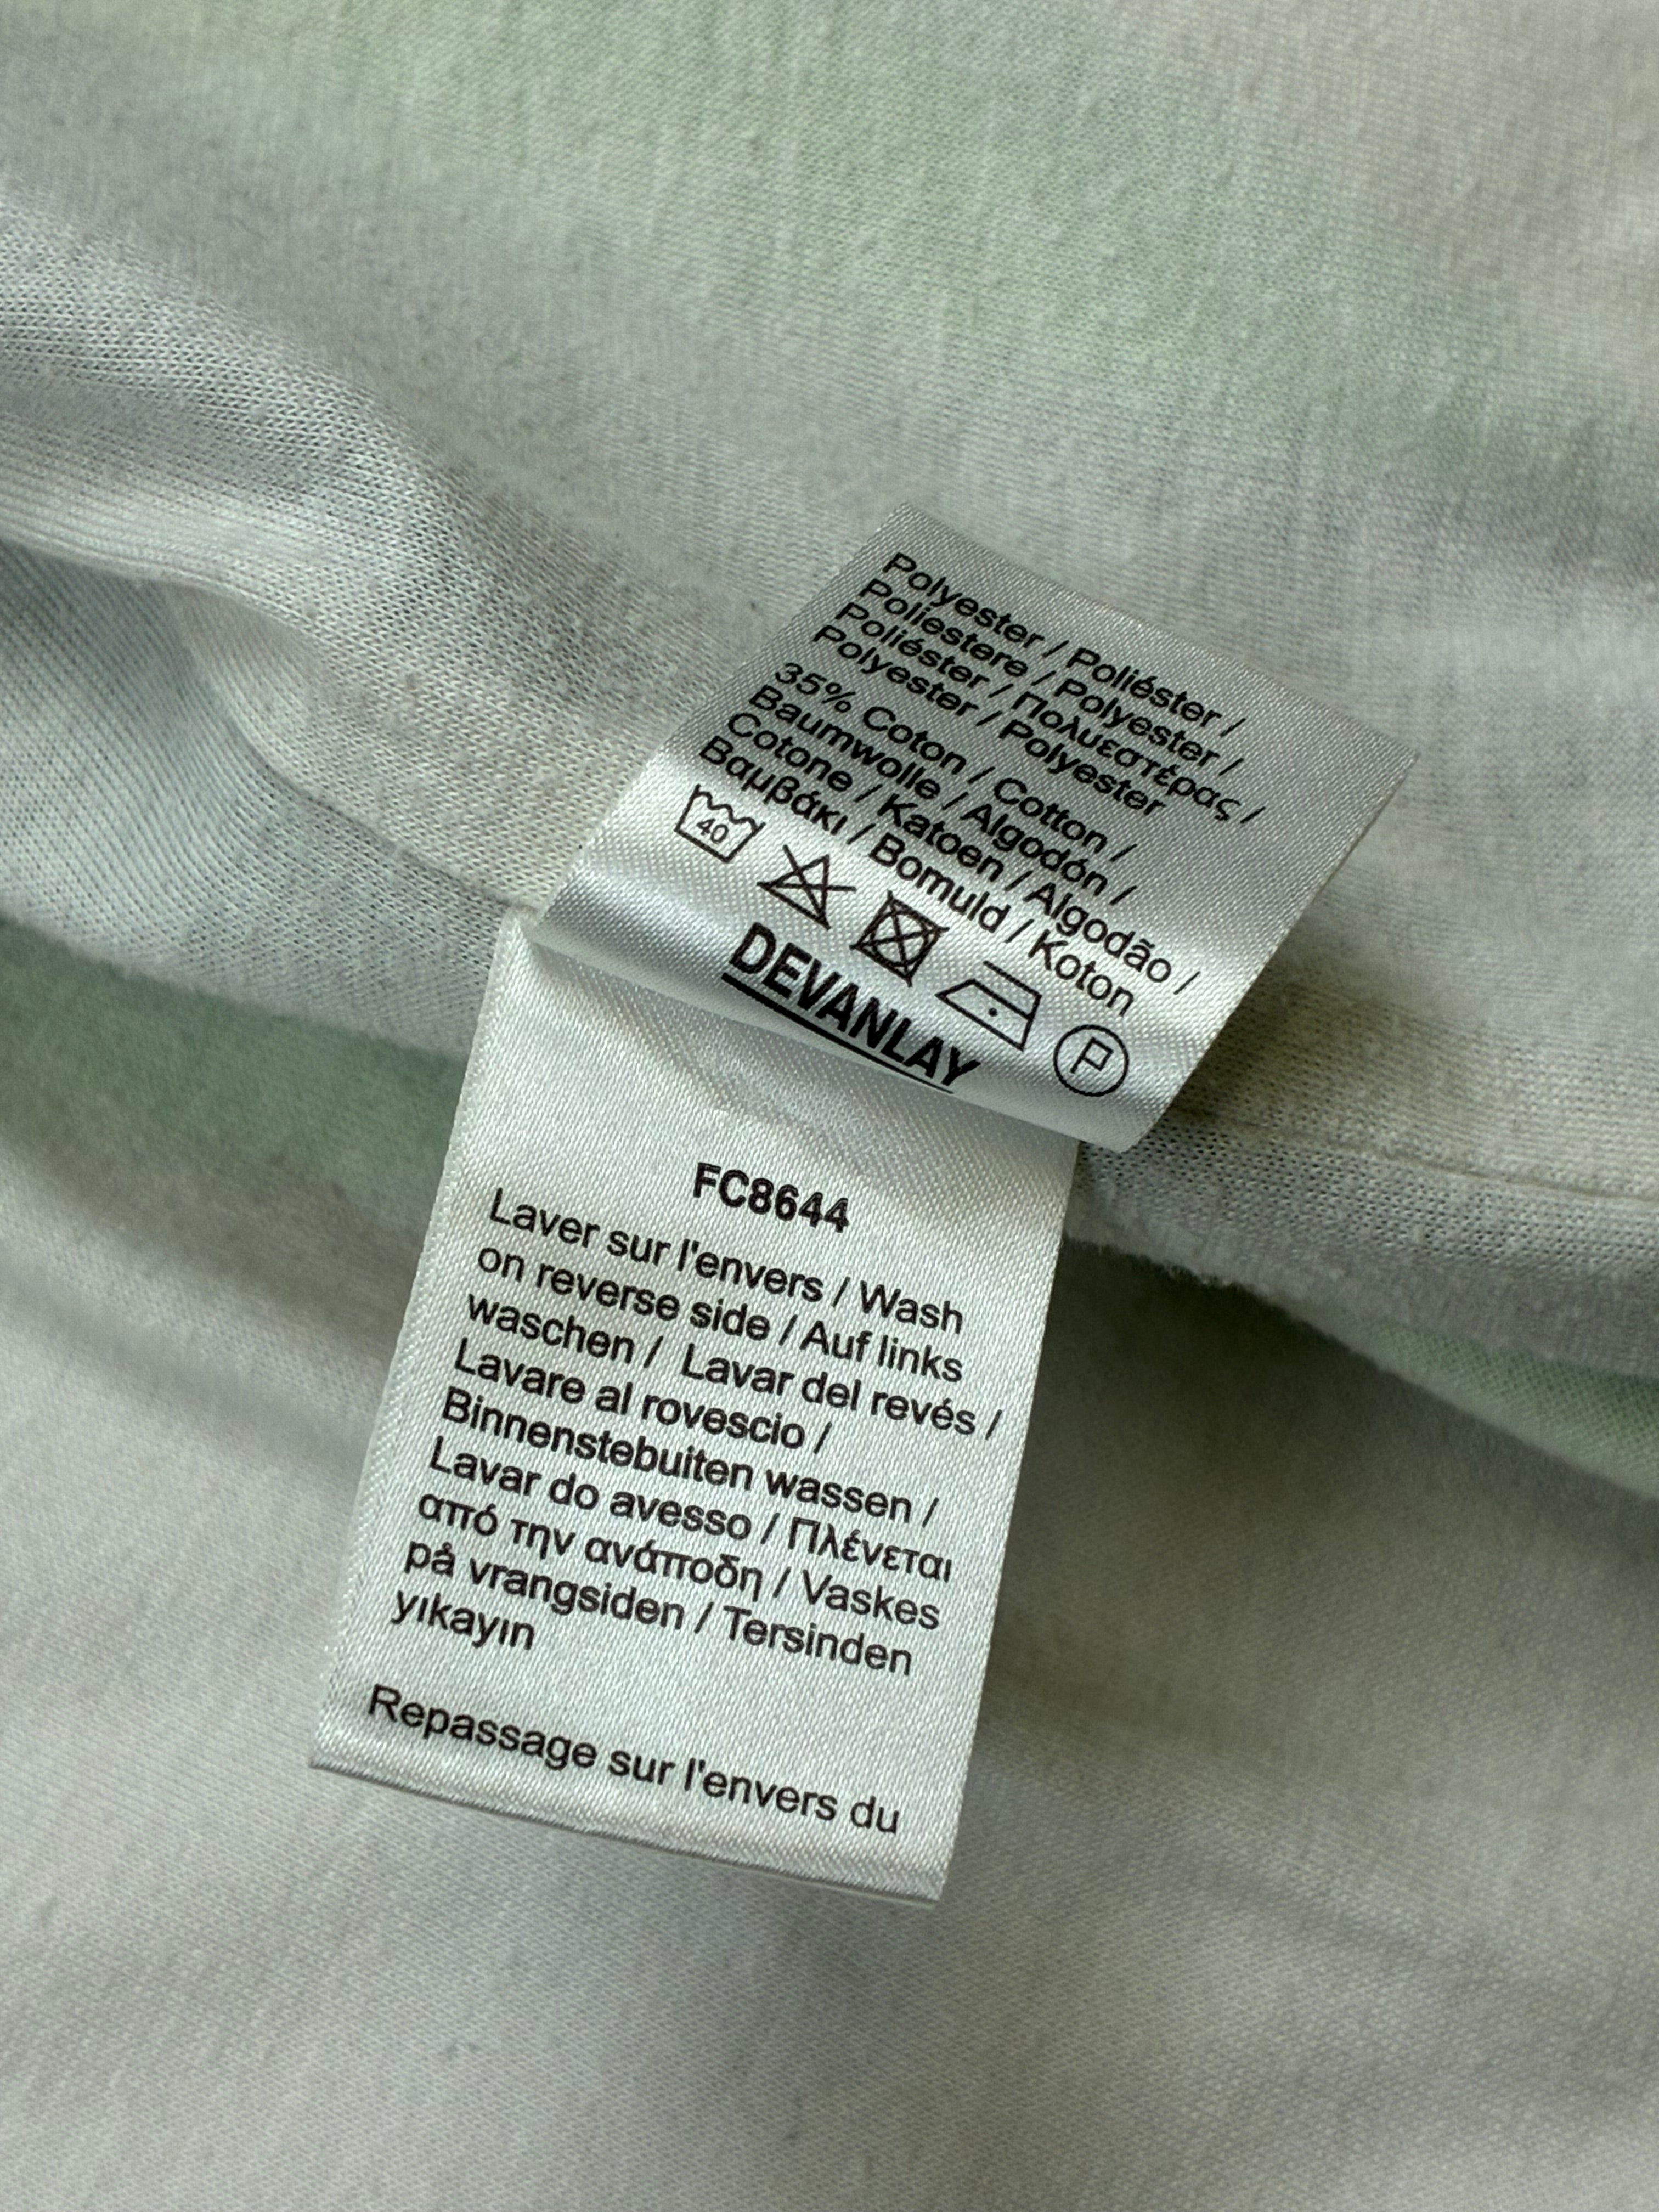 Polyester / Poliéster /
Poliestere / Polyester /
Poliéster / Πολυεστέρας /
Polyester / Polyester
35% Coton / Cotton /
Baumwolle / Algodón /
Cotone / Katoen / Algodão /
Βαμβάκι / Bomuld / Koton
40
P
DEVANLAY
FC8644
Laver sur l'envers / Wash
on reverse side / Auf links
waschen / Lavar del revés /
Lavare al rovescio /
Binnenstebuiten wassen /
Lavar do avesso / Πλένεται
από την ανάποδη / Vaskes
på vrangsiden / Tersinden
yıkayın
Repassage sur l'envers du